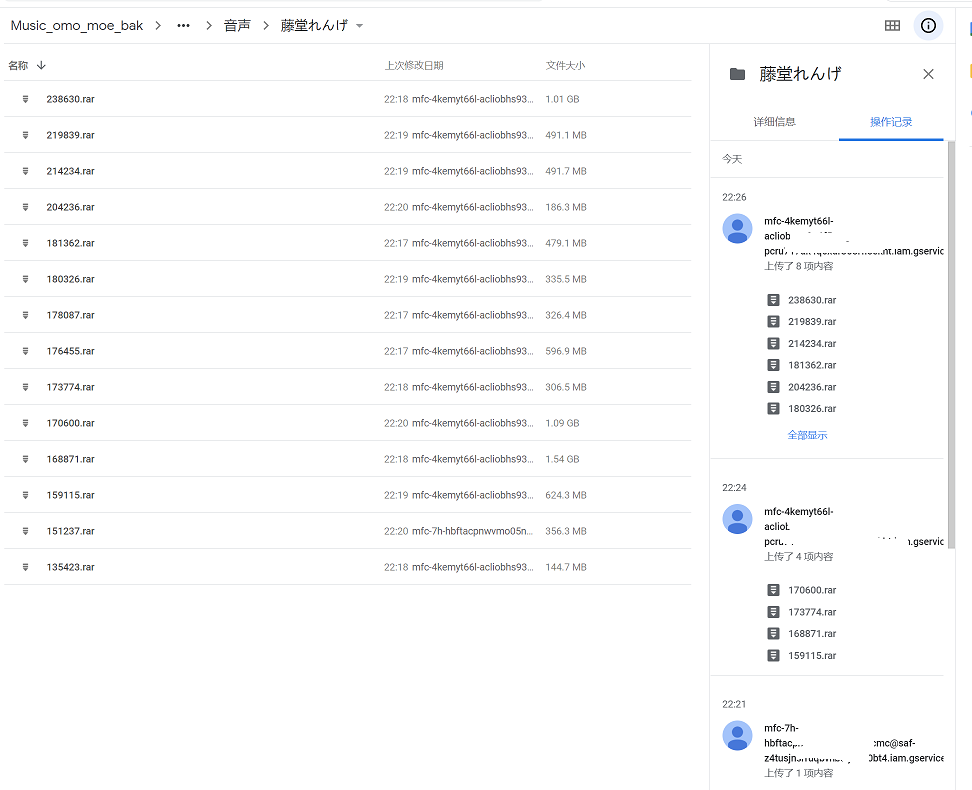 Music_omo_moe_bak > ••• > 音声 > 藤堂れんげ
名称 上次修改日期 文件大小
238630.rar 22:18 mfc-4kemyt66l-acliobhs93... 1.01 GB
219839.rar 22:19 mfc-4kemyt66l-acliobhs93... 491.1 MB
214234.rar 22:19 mfc-4kemyt66l-acliobhs93... 491.7 MB
204236.rar 22:20 mfc-4kemyt66l-acliobhs93... 186.3 MB
181362.rar 22:17 mfc-4kemyt66l-acliobhs93... 479.1 MB
180326.rar 22:19 mfc-4kemyt66l-acliobhs93... 335.5 MB
178087.rar 22:17 mfc-4kemyt66l-acliobhs93... 326.4 MB
176455.rar 22:17 mfc-4kemyt66l-acliobhs93... 596.9 MB
173774.rar 22:18 mfc-4kemyt66l-acliobhs93... 306.5 MB
170600.rar 22:20 mfc-4kemyt66l-acliobhs93... 1.09 GB
168871.rar 22:18 mfc-4kemyt66l-acliobhs93... 1.54 GB
159115.rar 22:19 mfc-4kemyt66l-acliobhs93... 624.3 MB
151237.rar 22:20 mfc-7h-hbftacpnwvmo05n... 356.3 MB
135423.rar 22:18 mfc-4kemyt66l-acliobhs93... 144.7 MB
藤堂れんげ
详细信息 操作记录
今天
22:26
mfc-4kemyt66l-
acliob
.iam.gservic
上传了 8 项内容
238630.rar
219839.rar
214234.rar
181362.rar
204236.rar
180326.rar
全部显示
22:24
mfc-4kemyt66l-
acliob
.iam.gservic
上传了 4 项内容
170600.rar
173774.rar
168871.rar
159115.rar
22:21
mfc-7h-
hbftac cmc@saf-
z4tusjn 0bt4.iam.gservice
上传了 1 项内容